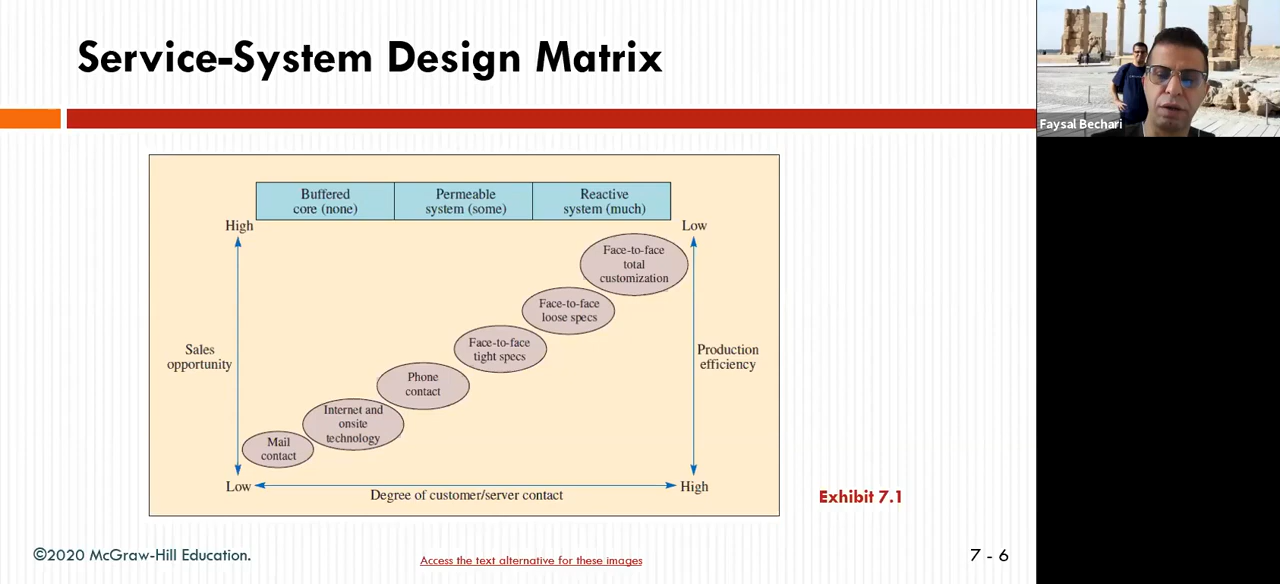 Service-System Design Matrix
Faysal Bechari
Buffered
core (none)
Permeable
system (some)
Reactive
system (much)
High
Low
Face-to-face
total
customization
Face-to-face
loose specs
Face-to-face
tight specs
Sales
opportunity
Production
efficiency
Phone
contact
Internet and
onsite
technology
Mail
contact
Low
Degree of customer/server contact
High
Exhibit 7.1
©2020 McGraw-Hill Education.
Access the text alternative for these images
7 - 6